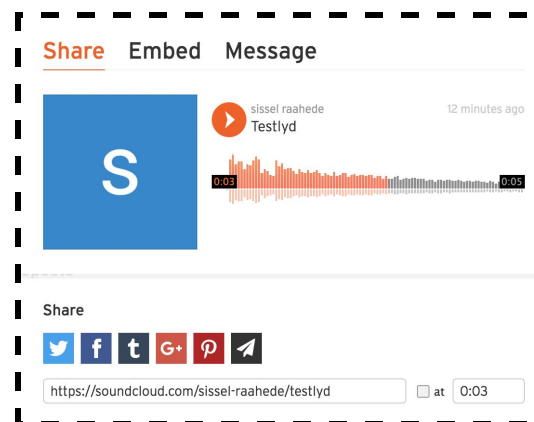 Share Embed Message
sissel raahede 12 minutes ago
Testlyd
S
0:03 0:05
Share
f t G+
https://soundcloud.com/sissel-raahede/testlyd at 0:03